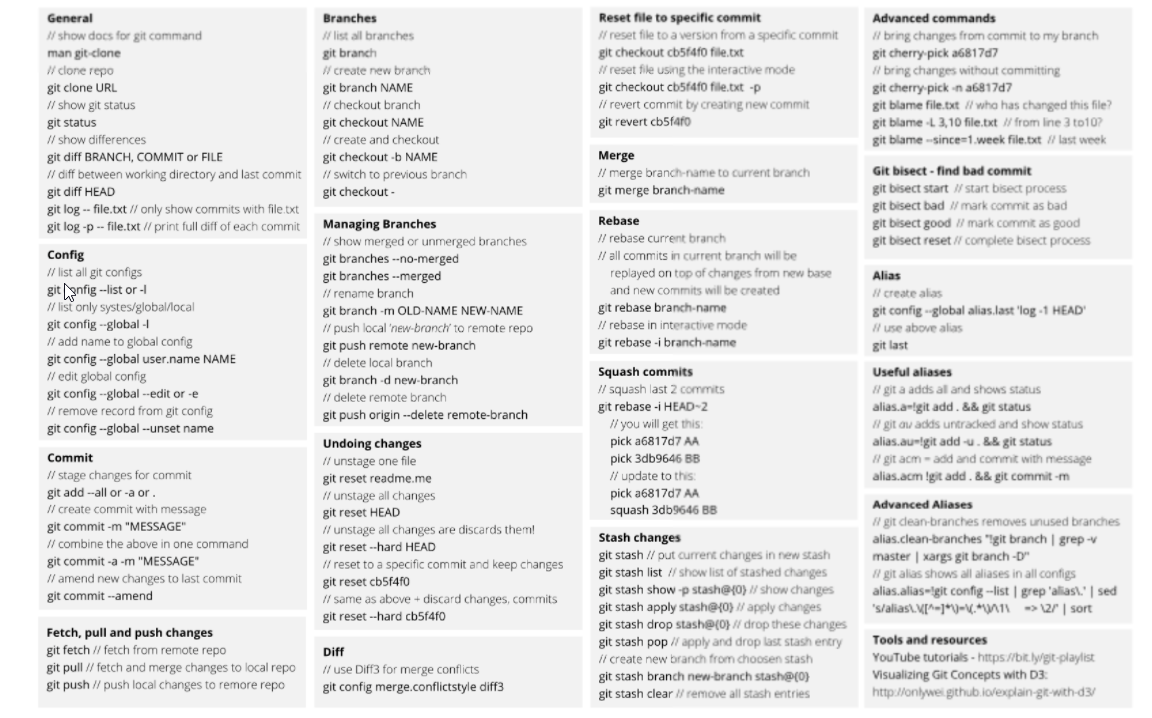 General
// show docs for git command
man git-clone
// clone repo
git clone URL
// show git status
git status
// show differences
git diff BRANCH, COMMIT or FILE
// diff between working directory and last commit
git diff HEAD
git log -- file.txt // only show commits with file.txt
git log -p -- file.txt // print full diff of each commit
Config
// list all git configs
git config --list or -l
// list only systes/global/local
git config --global -l
// add name to global config
git config --global user.name NAME
// edit global config
git config --global --edit or -e
// remove record from git config
git config --global --unset name
Commit
// stage changes for commit
git add --all or -a or .
// create commit with message
git commit -m "MESSAGE"
// combine the above in one command
git commit -a -m "MESSAGE"
// amend new changes to last commit
git commit --amend
Fetch, pull and push changes
git fetch // fetch from remote repo
git pull // fetch and merge changes to local repo
git push // push local changes to remore repo
Branches
// list all branches
git branch
// create new branch
git branch NAME
// checkout branch
git checkout NAME
// create and checkout
git checkout -b NAME
// switch to previous branch
git checkout -
Managing Branches
// show merged or unmerged branches
git branches --no-merged
git branches --merged
// rename branch
git branch -m OLD-NAME NEW-NAME
// push local 'new-branch' to remote repo
git push remote new-branch
// delete local branch
git branch -d new-branch
// delete remote branch
git push origin --delete remote-branch
Undoing changes
// unstage one file
git reset readme.me
// unstage all changes
git reset HEAD
// unstage all changes are discards them!
git reset --hard HEAD
// reset to a specific commit and keep changes
git reset cb5f4f0
// same as above + discard changes, commits
git reset --hard cb5f4f0
Diff
// use Diff3 for merge conflicts
git config merge.conflictstyle diff3
Reset file to specific commit
// reset file to a version from a specific commit
git checkout cb5f4f0 file.txt
// reset file using the interactive mode
git checkout cb5f4f0 file.txt -p
// revert commit by creating new commit
git revert cb5f4f0
Merge
// merge branch-name to current branch
git merge branch-name
Rebase
// rebase current branch
// all commits in current branch will be
replayed on top of changes from new base
and new commits will be created
git rebase branch-name
// rebase in interactive mode
git rebase -i branch-name
Squash commits
// squash last 2 commits
git rebase -i HEAD~2
// you will get this:
pick a6817d7 AA
pick 3db9646 BB
// update to this:
pick a6817d7 AA
squash 3db9646 BB
Stash changes
git stash // put current changes in new stash
git stash list // show list of stashed changes
git stash show -p stash@{0} // show changes
git stash apply stash@{0} // apply changes
git stash drop stash@{0} // drop these changes
git stash pop // apply and drop last stash entry
// create new branch from choosen stash
git stash branch new-branch stash@{0}
git stash clear // remove all stash entries
Advanced commands
// bring changes from commit to my branch
git cherry-pick a6817d7
// bring changes without committing
git cherry-pick -n a6817d7
git blame file.txt // who has changed this file?
git blame -L 3,10 file.txt // from line 3 to10?
git blame --since=1.week file.txt // last week
Git bisect - find bad commit
git bisect start // start bisect process
git bisect bad // mark commit as bad
git bisect good // mark commit as good
git bisect reset // complete bisect process
Alias
// create alias
git config --global alias.last 'log -1 HEAD'
// use above alias
git last
Useful aliases
// git a adds all and shows status
alias.a=!git add . && git status
// git au adds untracked and show status
alias.au=!git add -u . && git status
// git acm = add and commit with message
alias.acm !git add . && git commit -m
Advanced Aliases
// git clean-branches removes unused branches
alias.clean-branches "!git branch | grep -v
master | xargs git branch -D"
// git alias shows all aliases in all configs
alias.alias=!git config --list | grep 'alias\.' | sed
's/alias\.\([^=]*\)=\(.*\)/\1\ => \2/' | sort
Tools and resources
YouTube tutorials - https://bit.ly/git-playlist
Visualizing Git Concepts with D3:
http://onlywei.github.io/explain-git-with-d3/